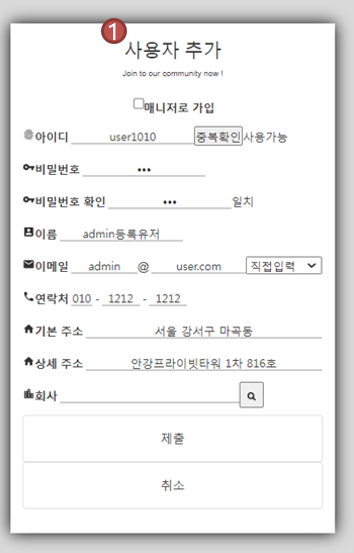 1
사용자 추가
Join to our community now !
매니저로 가입
아이디 user1010 중복확인 사용가능
비밀번호 •••
비밀번호 확인 ••• 일치
이름 admin등록유저
이메일 admin @ user.com 직접입력
연락처 010 - 1212 - 1212
기본 주소 서울 강서구 마곡동
상세 주소 안강프라이빗타워 1차 816호
회사
제출
취소